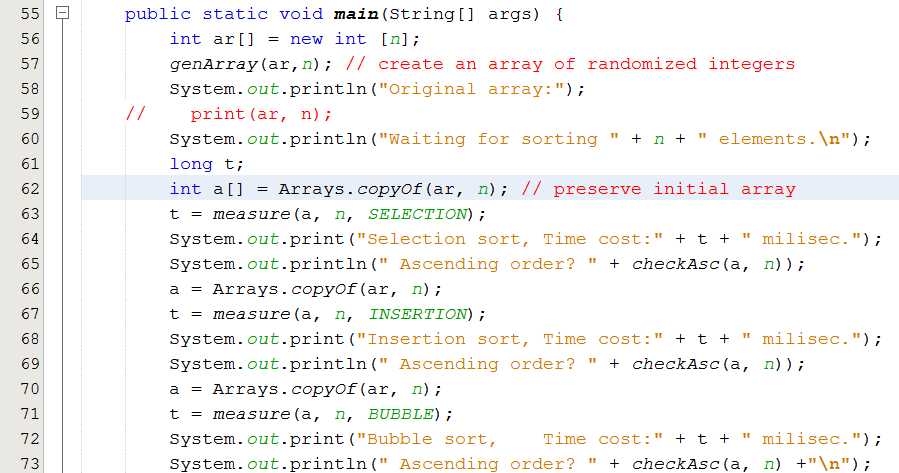 55 public static void main(String[] args) {
56 int ar[] = new int [n];
57 genArray(ar,n); // create an array of randomized integers
58 System.out.println("Original array:");
59 // print(ar, n);
60 System.out.println("Waiting for sorting " + n + " elements.\n");
61 long t;
62 int a[] = Arrays.copyOf(ar, n); // preserve initial array
63 t = measure(a, n, SELECTION);
64 System.out.print("Selection sort, Time cost:" + t + " milisec.");
65 System.out.println(" Ascending order? " + checkAsc(a, n));
66 a = Arrays.copyOf(ar, n);
67 t = measure(a, n, INSERTION);
68 System.out.print("Insertion sort, Time cost:" + t + " milisec.");
69 System.out.println(" Ascending order? " + checkAsc(a, n));
70 a = Arrays.copyOf(ar, n);
71 t = measure(a, n, BUBBLE);
72 System.out.print("Bubble sort,    Time cost:" + t + " milisec.");
73 System.out.println(" Ascending order? " + checkAsc(a, n) +"\n");